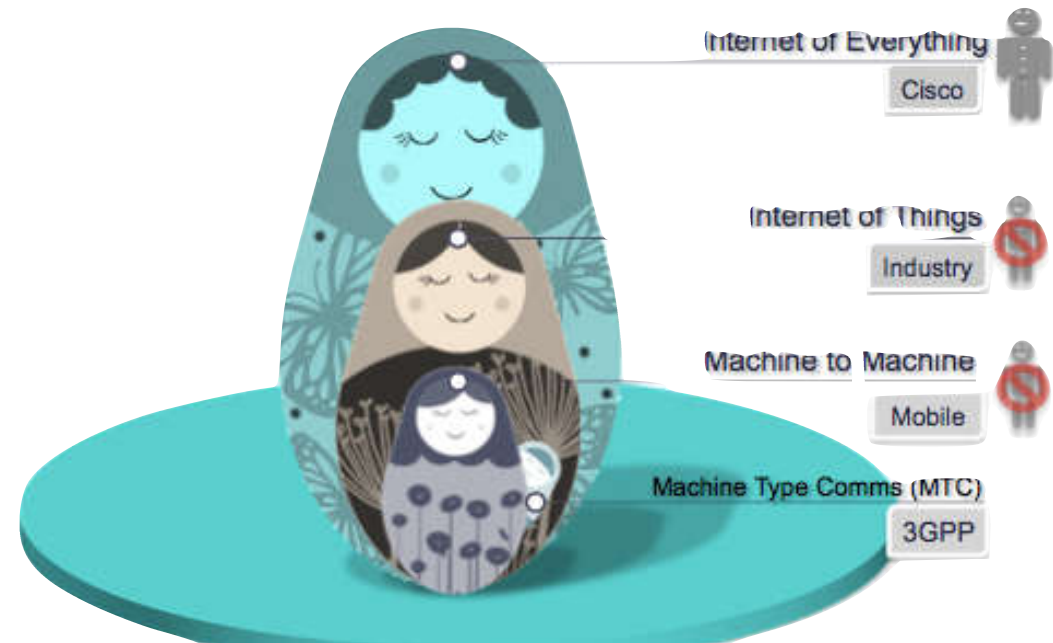 Internet of Everything
Cisco
Internet of Things
Industry
Machine to Machine
Mobile
Machine Type Comms (MTC)
3GPP